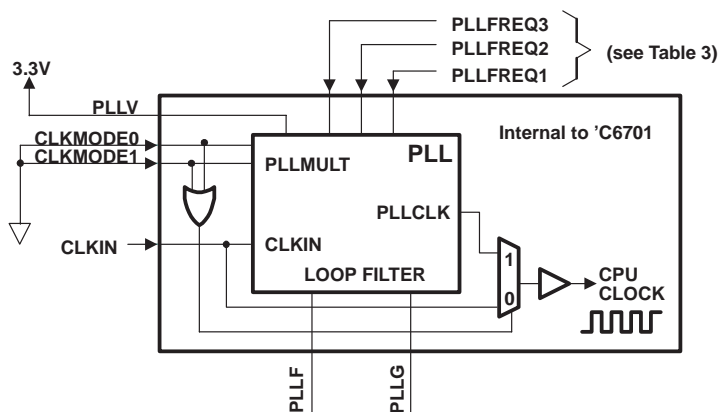 PLLFREQ3
PLLFREQ2
(see Table 3)
PLLFREQ1
3.3V
PLLV
CLKMODE0
CLKMODE1
Internal to ’C6701
PLL
PLLMULT
PLLCLK
CLKIN
CLKIN
LOOP FILTER
1
0
CPU
CLOCK
PLLF
PLLG